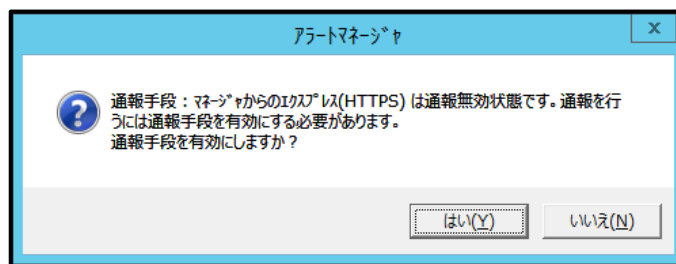 ｱﾗｰﾄﾏﾈｰｼﾞｬ
x
通報手段：ﾏﾈｰｼﾞｬからのｴｸｽﾌﾟﾚｽ(HTTPS) は通報無効状態です。通報を行
うには通報手段を有効にする必要があります。
通報手段を有効にしますか？
はい(Y)
いいえ(N)